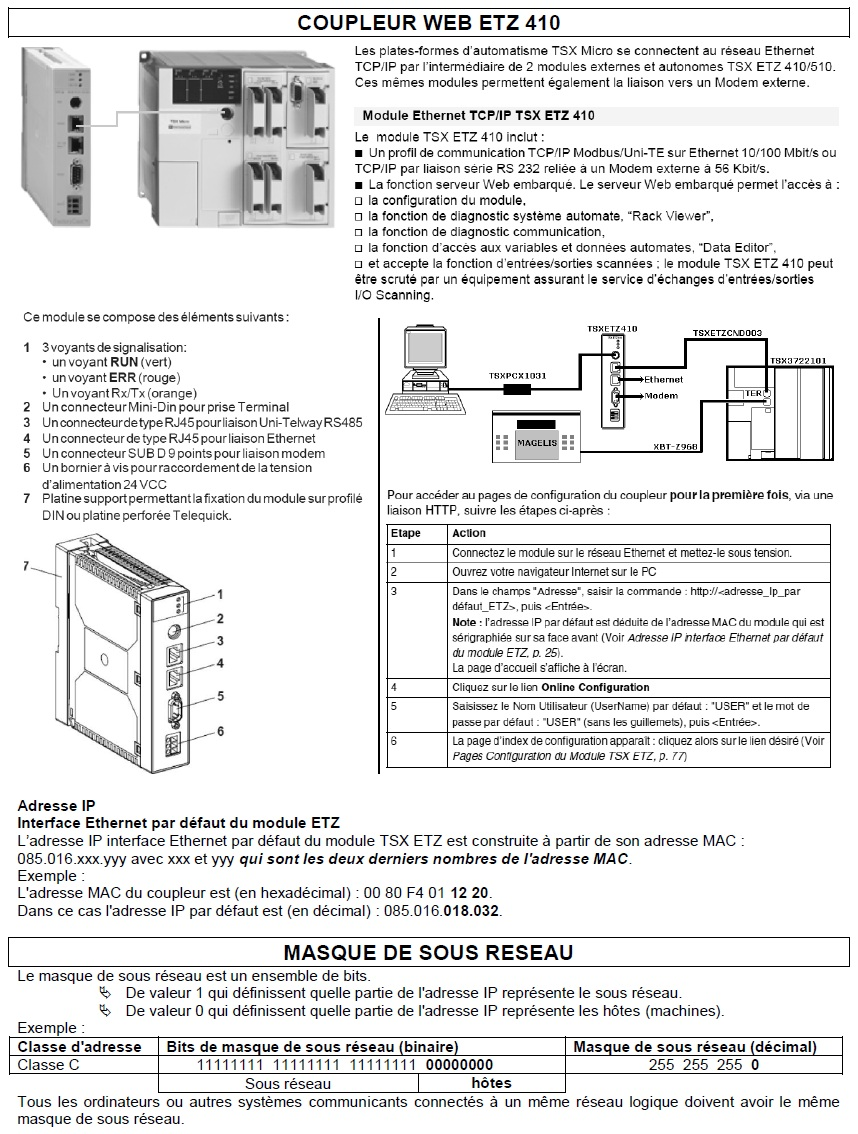 COUPLEUR WEB ETZ 410
Les plates-formes d'automatisme TSX Micro se connectent au réseau Ethernet
TCP/IP par l'intermédiaire de 2 modules externes et autonomes TSX ETZ 410/510.
Ces mêmes modules permettent également la liaison vers un Modem externe.
Module Ethernet TCP/IP TSX ETZ 410
Le module TSX ETZ 410 inclut :
■ Un profil de communication TCP/IP Modbus/Uni-TE sur Ethernet 10/100 Mbit/s ou
TCP/IP par liaison série RS 232 reliée à un Modem externe à 56 Kbit/s.
■ La fonction serveur Web embarqué. Le serveur Web embarqué permet l'accès à :
□ la configuration du module,
□ la fonction de diagnostic système automate, "Rack Viewer",
□ la fonction de diagnostic communication,
□ la fonction d'accès aux variables et données automates, "Data Editor",
□ et accepte la fonction d'entrées/sorties scannées ; le module TSX ETZ 410 peut
être scruté par un équipement assurant le service d'échanges d'entrées/sorties
I/O Scanning.
Ce module se compose des éléments suivants :
1 3 voyants de signalisation:
• un voyant RUN (vert)
• un voyant ERR (rouge)
• Un voyant Rx/Tx (orange)
2 Un connecteur Mini-Din pour prise Terminal
3 Un connecteur de type RJ45 pour liaison Uni-Telway RS485
4 Un connecteur de type RJ45 pour liaison Ethernet
5 Un connecteur SUB D 9 points pour liaison modem
6 Un bornier à vis pour raccordement de la tension
d'alimentation 24 VCC
7 Platine support permettant la fixation du module sur profilé
DIN ou platine perforée Telequick.
7
1
2
3
4
5
6
TSXETZ410
TSXETZCND003
TSX3722101
TSXPCX1031
Ethernet
Modem
TER
MAGELIS
XBT-Z968
Pour accéder au pages de configuration du coupleur pour la première fois, via une
liaison HTTP, suivre les étapes ci-après :
Etape Action
1 Connectez le module sur le réseau Ethernet et mettez-le sous tension.
2 Ouvrez votre navigateur Internet sur le PC
3 Dans le champs "Adresse", saisir la commande : http://<adresse_Ip_par
défaut_ETZ>, puis <Entrée>.
Note : l'adresse IP par défaut est déduite de l'adresse MAC du module qui est
sérigraphiée sur sa face avant (Voir Adresse IP interface Ethernet par défaut
du module ETZ, p. 25).
La page d'accueil s'affiche à l'écran.
4 Cliquez sur le lien Online Configuration
5 Saisissez le Nom Utilisateur (UserName) par défaut : "USER" et le mot de
passe par défaut : "USER" (sans les guillemets), puis <Entrée>.
6 La page d'index de configuration apparaît : cliquez alors sur le lien désiré (Voir
Pages Configuration du Module TSX ETZ, p. 77)
Adresse IP
Interface Ethernet par défaut du module ETZ
L'adresse IP interface Ethernet par défaut du module TSX ETZ est construite à partir de son adresse MAC :
085.016.xxx.yyy avec xxx et yyy qui sont les deux derniers nombres de l'adresse MAC.
Exemple :
L'adresse MAC du coupleur est (en hexadécimal) : 00 80 F4 01 12 20.
Dans ce cas l'adresse IP par défaut est (en décimal) : 085.016.018.032.
MASQUE DE SOUS RESEAU
Le masque de sous réseau est un ensemble de bits.
De valeur 1 qui définissent quelle partie de l'adresse IP représente le sous réseau.
De valeur 0 qui définissent quelle partie de l'adresse IP représente les hôtes (machines).
Exemple :
Classe d'adresse Bits de masque de sous réseau (binaire) Masque de sous réseau (décimal)
Classe C 11111111 11111111 11111111 00000000 255 255 255 0
Sous réseau hôtes
Tous les ordinateurs ou autres systèmes communicants connectés à un même réseau logique doivent avoir le même
masque de sous réseau.